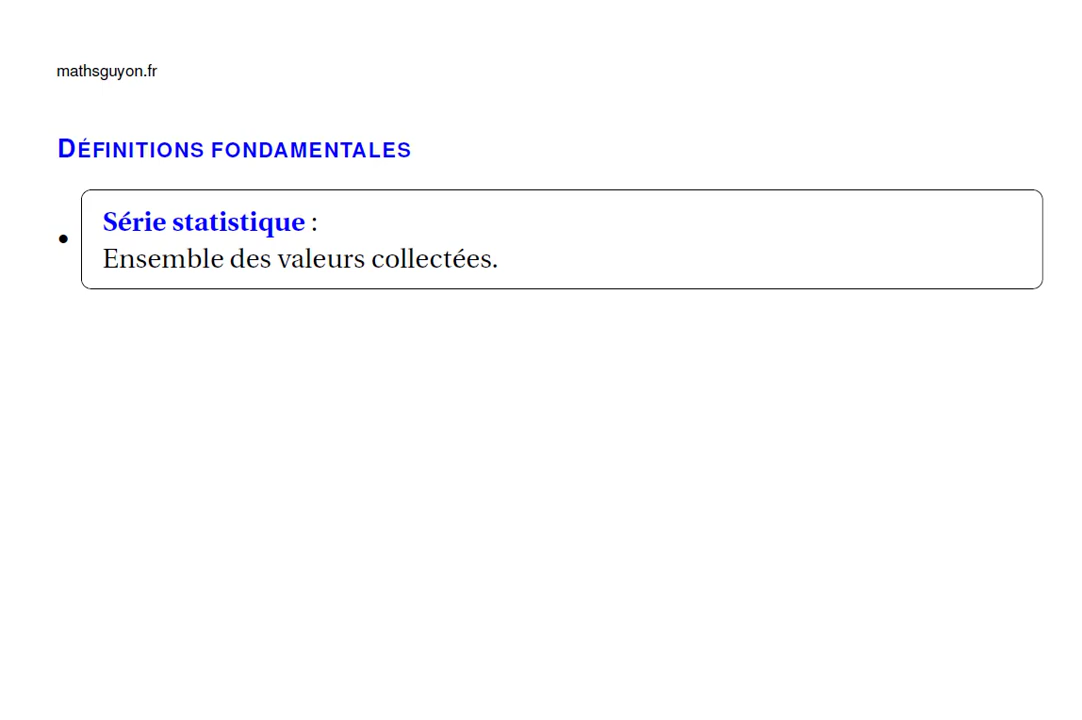 mathsguyon.fr
DÉFINITIONS FONDAMENTALES
• Série statistique :
Ensemble des valeurs collectées.